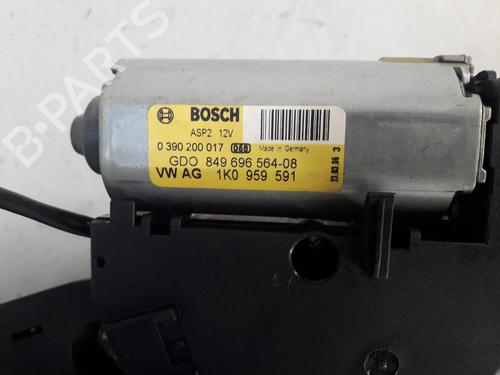 B-PARTS
BOSCH
ASP2 12V
0 390 200 017 Made in Germany
GDO 849 696 564-08
VW AG 1K0 959 591
23.03.06 3